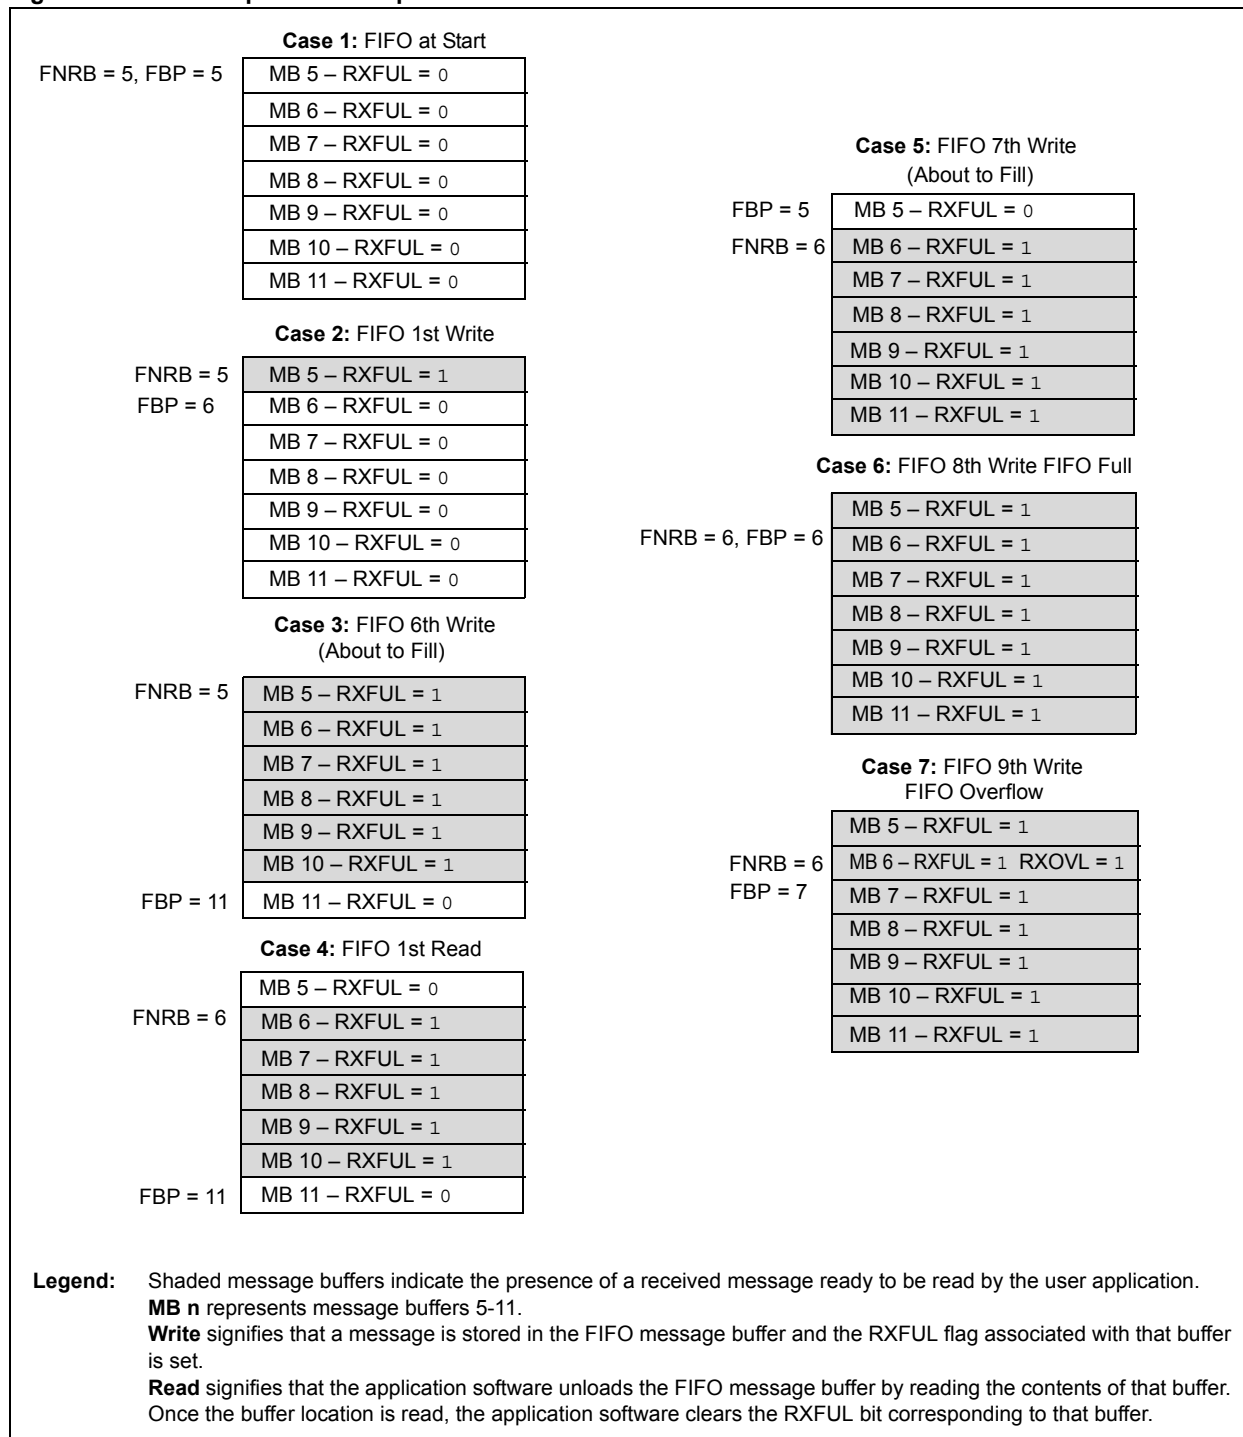 Case 1: FIFO at Start
FNRB = 5, FBP = 5
MB 5 – RXFUL = 0
MB 6 – RXFUL = 0
MB 7 – RXFUL = 0
MB 8 – RXFUL = 0
MB 9 – RXFUL = 0
MB 10 – RXFUL = 0
MB 11 – RXFUL = 0
Case 2: FIFO 1st Write
FNRB = 5
MB 5 – RXFUL = 1
FBP = 6
MB 6 – RXFUL = 0
MB 7 – RXFUL = 0
MB 8 – RXFUL = 0
MB 9 – RXFUL = 0
MB 10 – RXFUL = 0
MB 11 – RXFUL = 0
Case 3: FIFO 6th Write
(About to Fill)
FNRB = 5
MB 5 – RXFUL = 1
MB 6 – RXFUL = 1
MB 7 – RXFUL = 1
MB 8 – RXFUL = 1
MB 9 – RXFUL = 1
MB 10 – RXFUL = 1
FBP = 11
MB 11 – RXFUL = 0
Case 4: FIFO 1st Read
MB 5 – RXFUL = 0
FNRB = 6
MB 6 – RXFUL = 1
MB 7 – RXFUL = 1
MB 8 – RXFUL = 1
MB 9 – RXFUL = 1
MB 10 – RXFUL = 1
FBP = 11
MB 11 – RXFUL = 0
Case 5: FIFO 7th Write
(About to Fill)
FBP = 5
MB 5 – RXFUL = 0
FNRB = 6
MB 6 – RXFUL = 1
MB 7 – RXFUL = 1
MB 8 – RXFUL = 1
MB 9 – RXFUL = 1
MB 10 – RXFUL = 1
MB 11 – RXFUL = 1
Case 6: FIFO 8th Write FIFO Full
MB 5 – RXFUL = 1
FNRB = 6, FBP = 6
MB 6 – RXFUL = 1
MB 7 – RXFUL = 1
MB 8 – RXFUL = 1
MB 9 – RXFUL = 1
MB 10 – RXFUL = 1
MB 11 – RXFUL = 1
Case 7: FIFO 9th Write
FIFO Overflow
MB 5 – RXFUL = 1
FNRB = 6
MB 6 – RXFUL = 1 RXOVL = 1
FBP = 7
MB 7 – RXFUL = 1
MB 8 – RXFUL = 1
MB 9 – RXFUL = 1
MB 10 – RXFUL = 1
MB 11 – RXFUL = 1
Legend: Shaded message buffers indicate the presence of a received message ready to be read by the user application.
MB n represents message buffers 5-11.
Write signifies that a message is stored in the FIFO message buffer and the RXFUL flag associated with that buffer
is set.
Read signifies that the application software unloads the FIFO message buffer by reading the contents of that buffer.
Once the buffer location is read, the application software clears the RXFUL bit corresponding to that buffer.